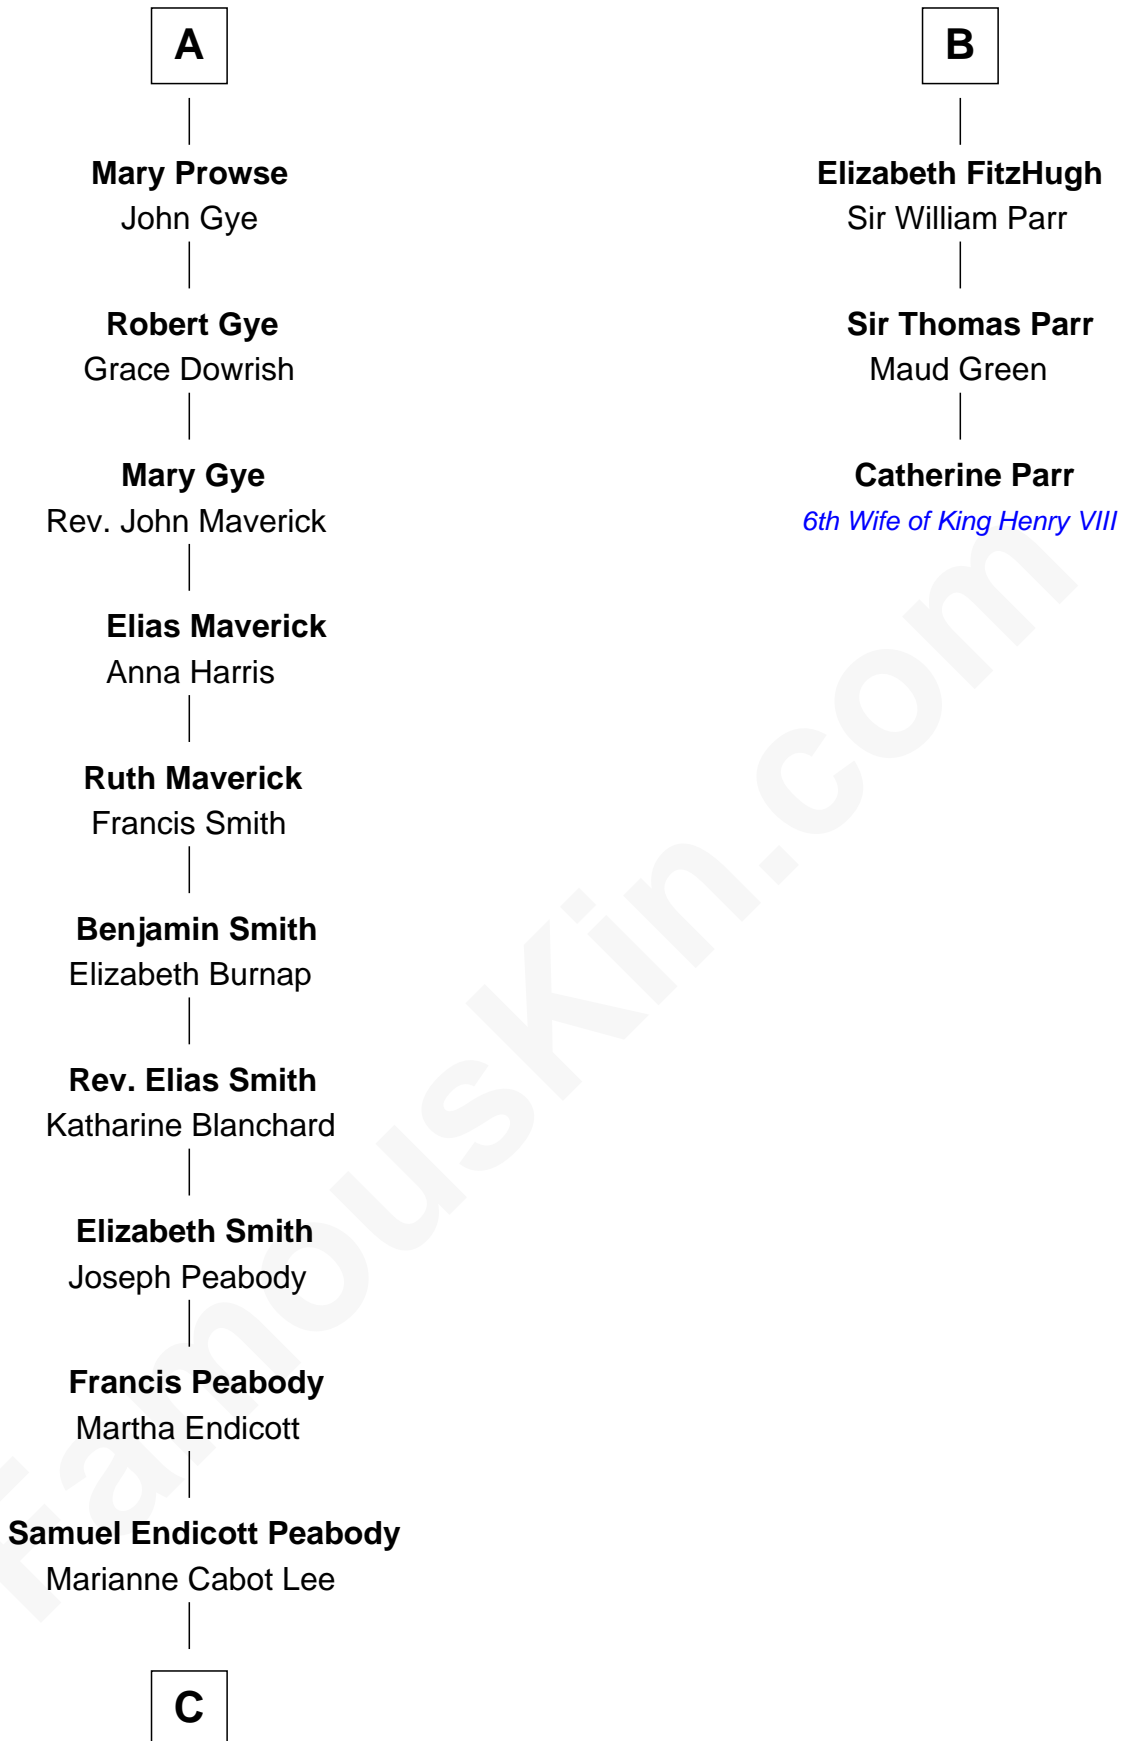 A
Mary Prowse
John Gye
Robert Gye
Grace Dowrish
Mary Gye
Rev. John Maverick
Elias Maverick
Anna Harris
Ruth Maverick
Francis Smith
Benjamin Smith
Elizabeth Burnap
Rev. Elias Smith
Katharine Blanchard
Elizabeth Smith
Joseph Peabody
Francis Peabody
Martha Endicott
Samuel Endicott Peabody
Marianne Cabot Lee
C
B
Elizabeth FitzHugh
Sir William Parr
Sir Thomas Parr
Maud Green
Catherine Parr
6th Wife of King Henry VIII
famouskin.com